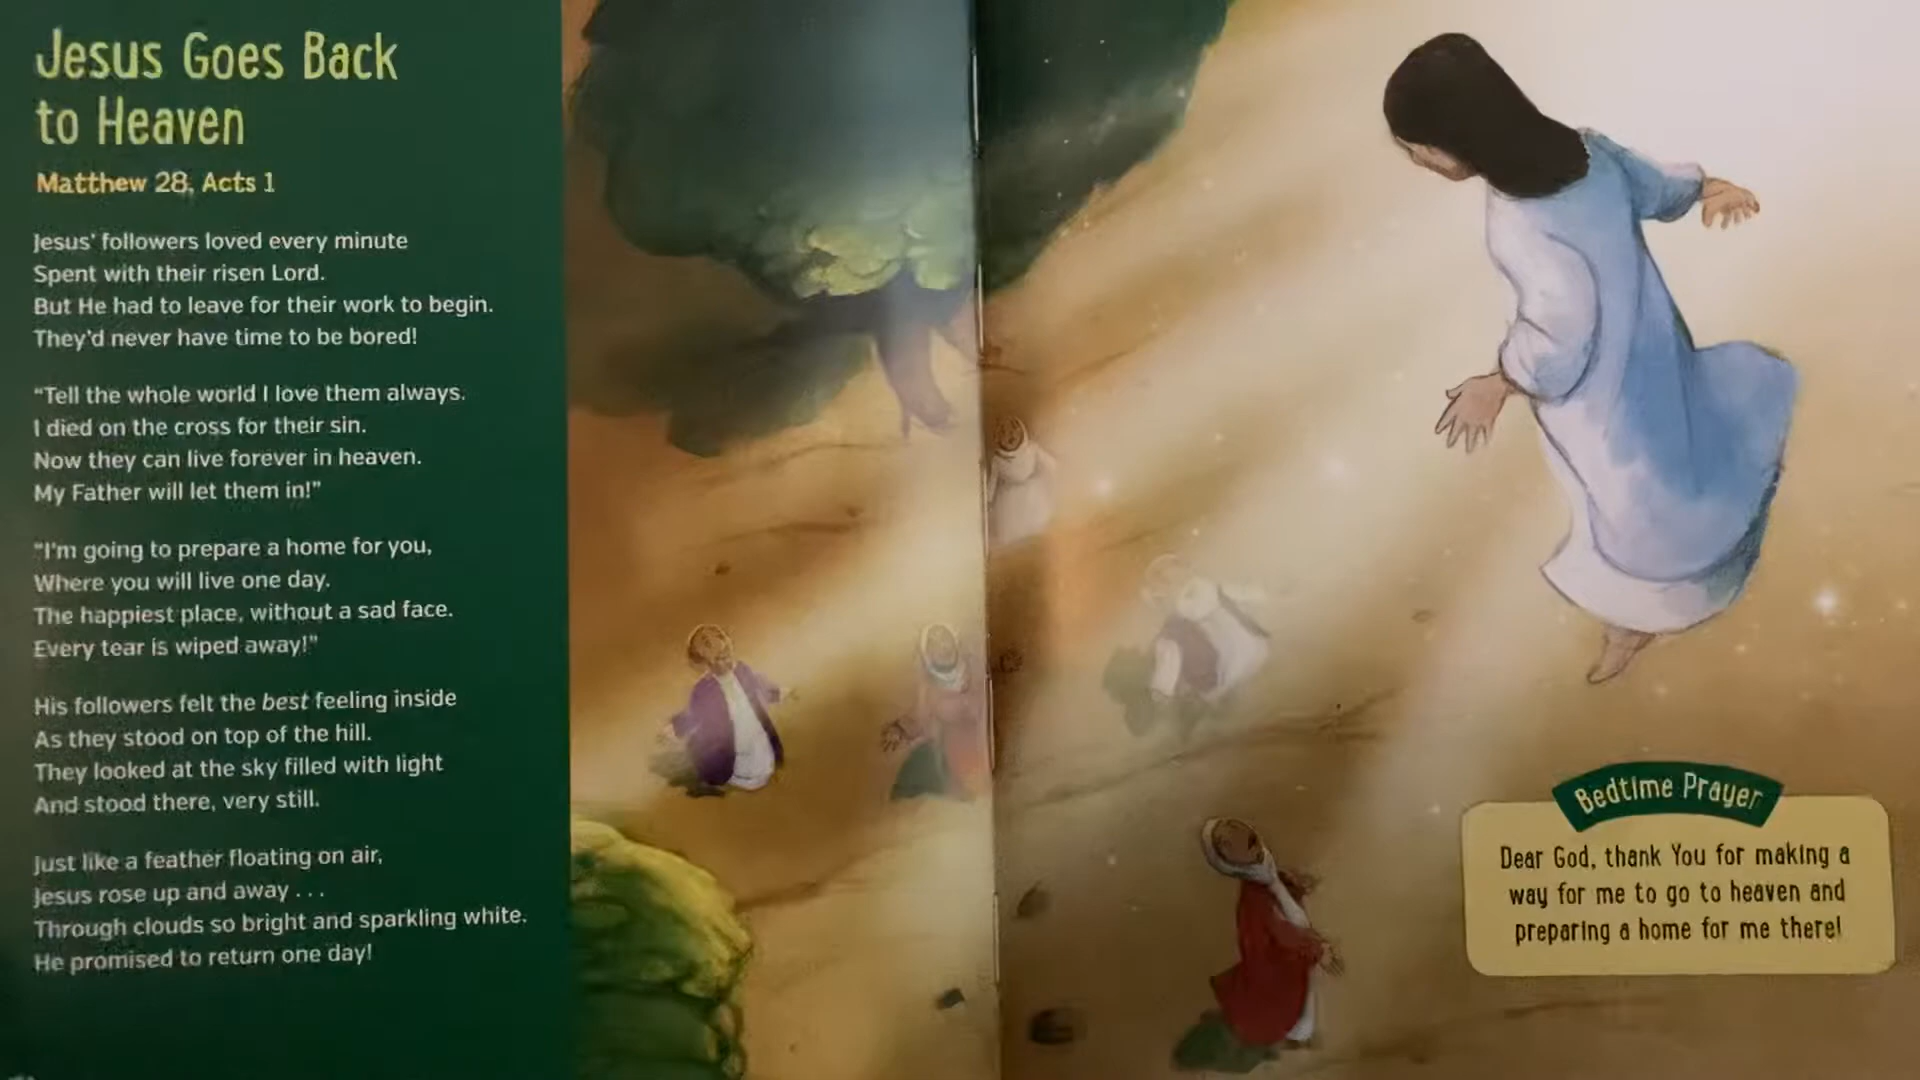 Jesus Goes Back
to Heaven
Matthew 28, Acts 1
Jesus' followers loved every minute
Spent with their risen Lord.
But He had to leave for their work to begin.
They'd never have time to be bored!
"Tell the whole world I love them always.
I died on the cross for their sin.
Now they can live forever in heaven.
My Father will let them in!"
"I'm going to prepare a home for you,
Where you will live one day.
The happiest place, without a sad face.
Every tear is wiped away!"
His followers felt the best feeling inside
As they stood on top of the hill.
They looked at the sky filled with light
And stood there, very still.
Just like a feather floating on air,
Jesus rose up and away . . .
Through clouds so bright and sparkling white.
He promised to return one day!
Bedtime Prayer
Dear God, thank You for making a
way for me to go to heaven and
preparing a home for me there!